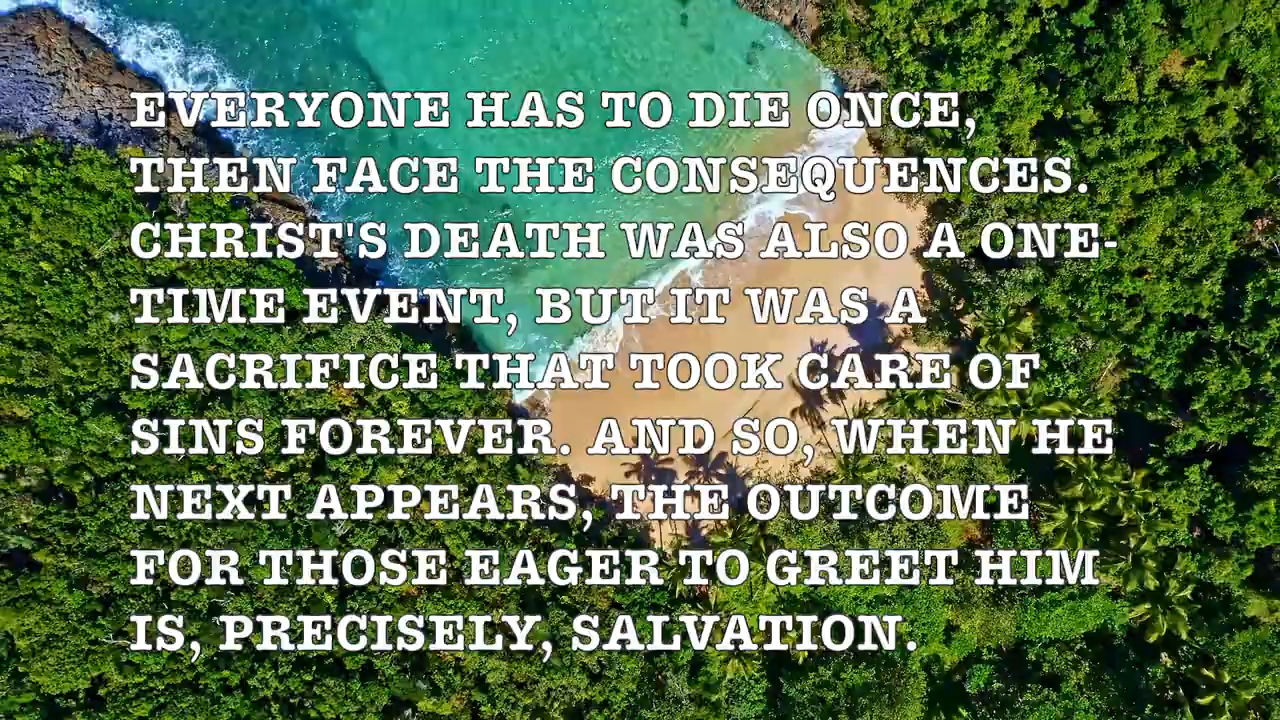 EVERYONE HAS TO DIE ONCE,
THEN FACE THE CONSEQUENCES.
CHRIST'S DEATH WAS ALSO A ONE-
TIME EVENT, BUT IT WAS A
SACRIFICE THAT TOOK CARE OF
SINS FOREVER. AND SO, WHEN HE
NEXT APPEARS, THE OUTCOME
FOR THOSE EAGER TO GREET HIM
IS, PRECISELY, SALVATION.